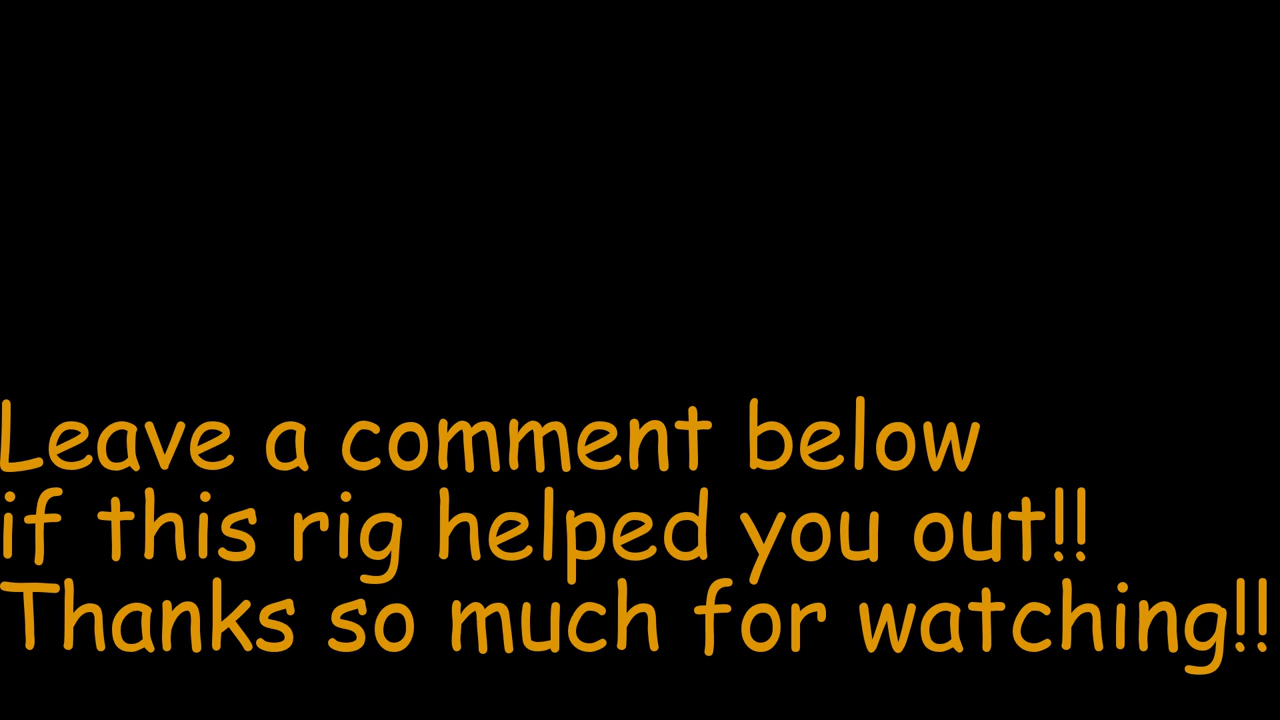 Leave a comment below
if this rig helped you out!!
Thanks so much for watching!!